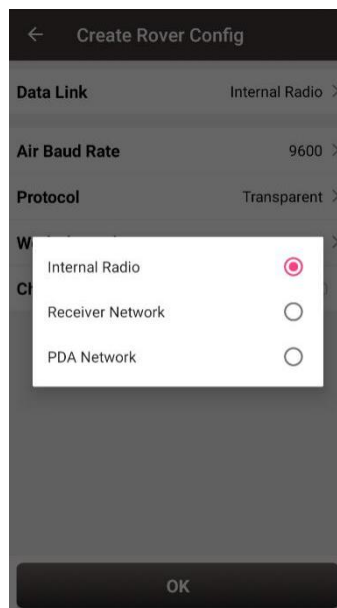 Create Rover Config
Data Link Internal Radio
Air Baud Rate 9600
Protocol Transparent
Internal Radio
Receiver Network
PDA Network
OK